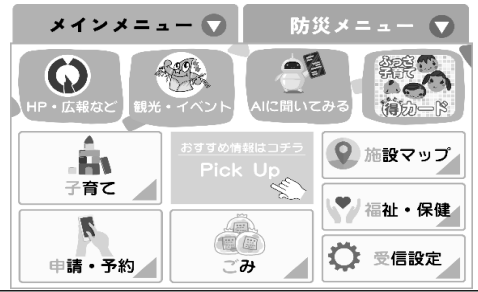 メインメニュー
防災メニュー
HP・広報など
観光・イベント
AIに聞いてみる
ふっさ
子育て
(得)カード
子育て
おすすめ情報はコチラ
Pick Up
施設マップ
福祉・保健
申請・予約
ごみ
受信設定